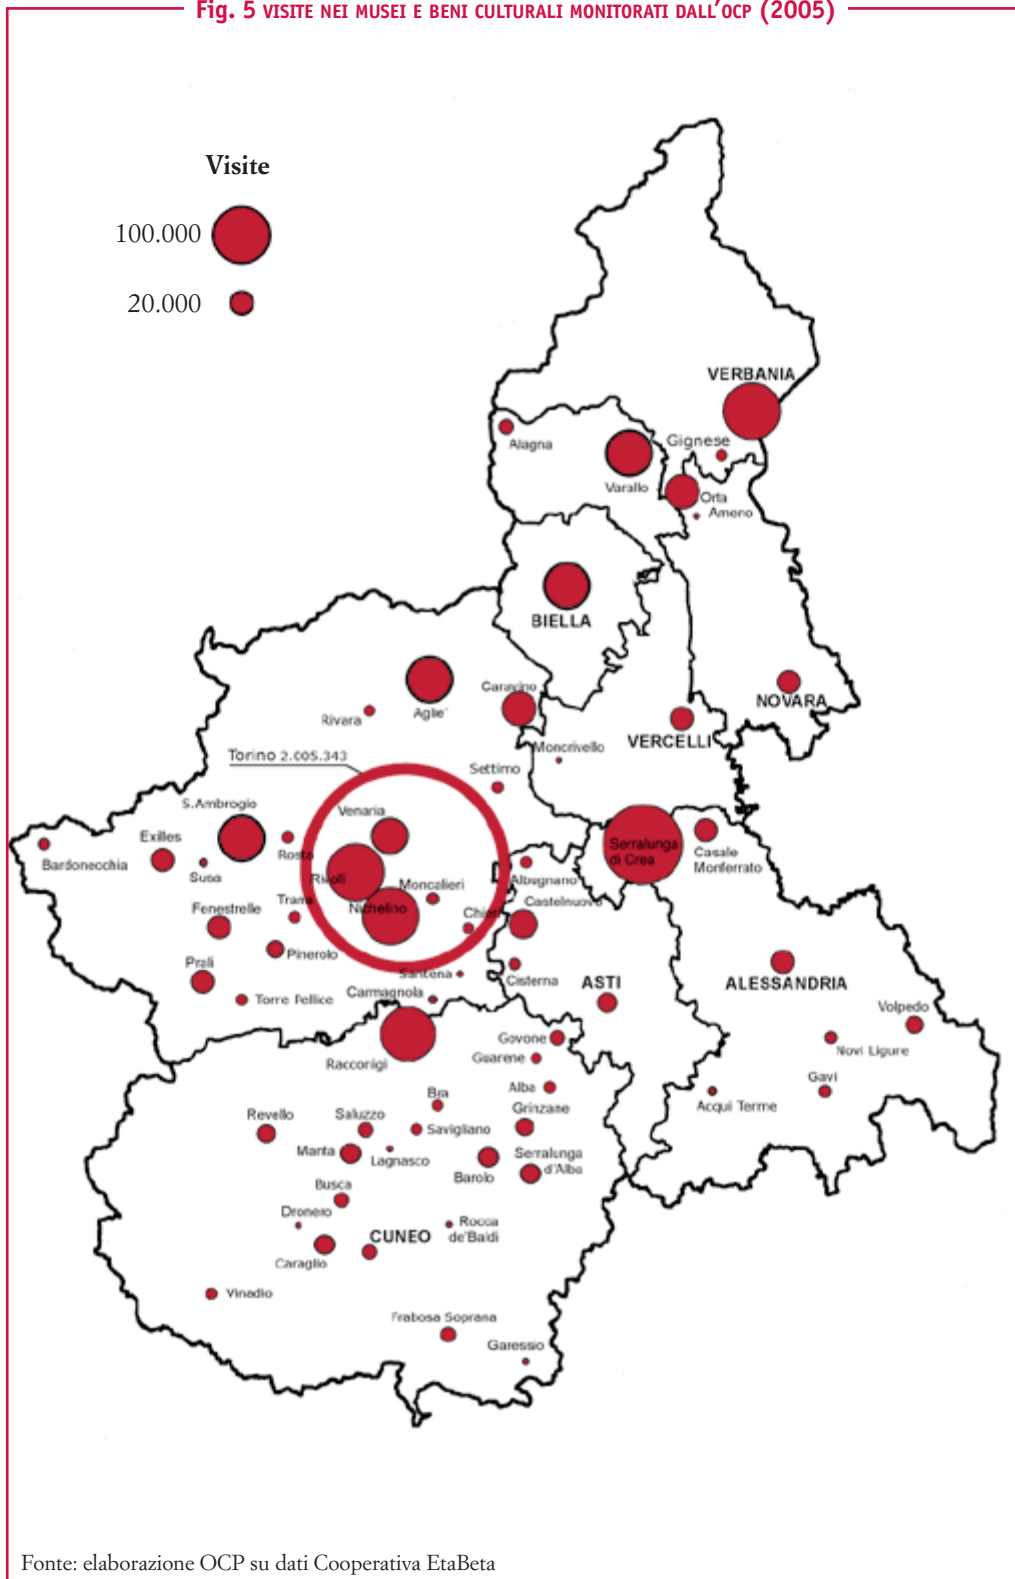 Fig. 5 VISITE NEI MUSEI E BENI CULTURALI MONITORATI DALL'OCP (2005)
Visite
100.000
20.000
VERBANIA
Alagna
Gignese
Varallo
Orta
Ameno
BIELLA
Caravino
Aglie'
Rivara
NOVARA
VERCELLI
Moncrivello
Torino 2.005.343
Settimo
S.Ambrogio
Venaria
Exilles
Bardonecchia
Susa
Rosta
Rivoli
Serralunga
di Crea
Casale
Monferrato
Albugnano
Moncalieri
Trana
Fenestrelle
Nichelino
Chieri
Castelnuovo
Pinerolo
Prali
Santena
Cisterna
ASTI
ALESSANDRIA
Torre Pellice
Carmagnola
Volpedo
Racconigi
Govone
Guarene
Novi Ligure
Alba
Gavi
Acqui Terme
Bra
Grinzane
Revello
Saluzzo
Savigliano
Manta
Lagnasco
Barolo
Serralunga
d'Alba
Busca
Dronero
Rocca
de'Baldi
CUNEO
Caraglio
Vinadio
Frabosa Soprana
Garessio
Fonte: elaborazione OCP su dati Cooperativa EtaBeta